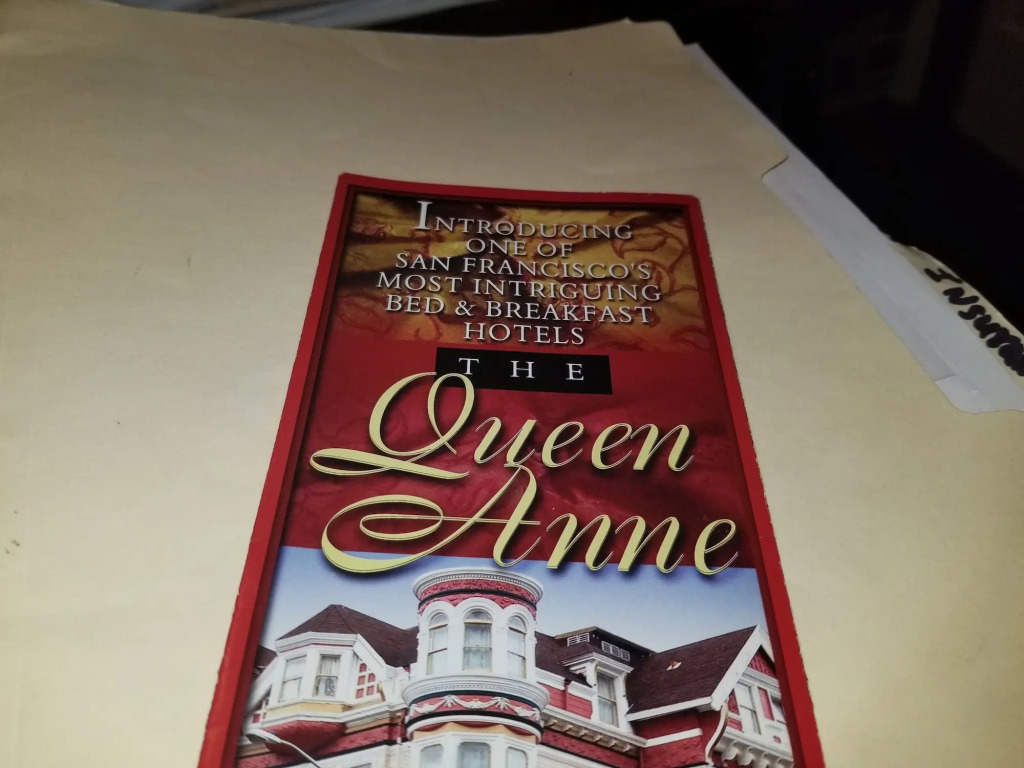 INTRODUCING
ONE OF
SAN FRANCISCO'S
MOST INTRIGUING
BED & BREAKFAST
HOTELS
THE
Queen
Anne